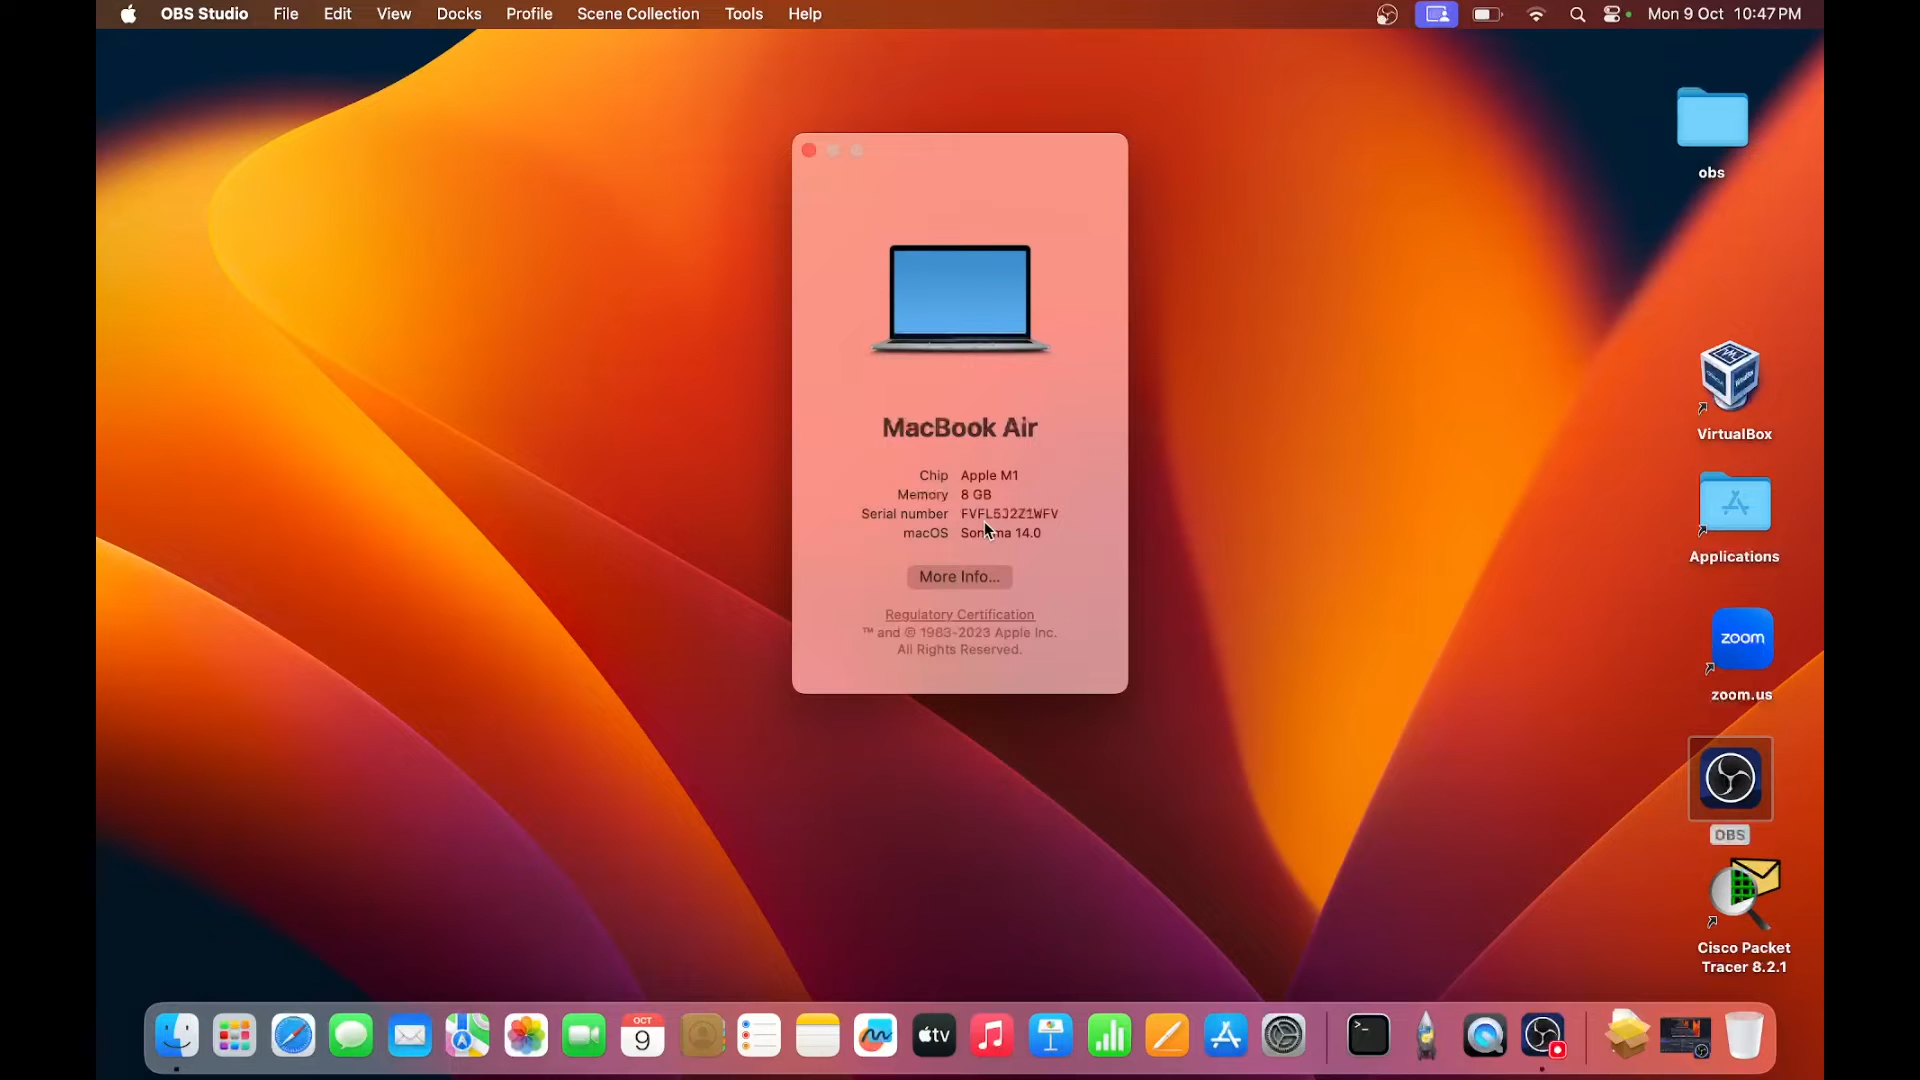 OBS Studio File Edit View Docks Profile Scene Collection Tools Help Mon 9 Oct 10:47 PM
obs
MacBook Air
Chip Apple M1
Memory 8 GB
Serial number FVFL5J2Z1WFV
macOS Sonoma 14.0
More Info...
Regulatory Certification
™ and © 1983-2023 Apple Inc.
All Rights Reserved.
VirtualBox
Applications
zoom
zoom.us
OBS
Cisco Packet
Tracer 8.2.1
OCT
9
tv